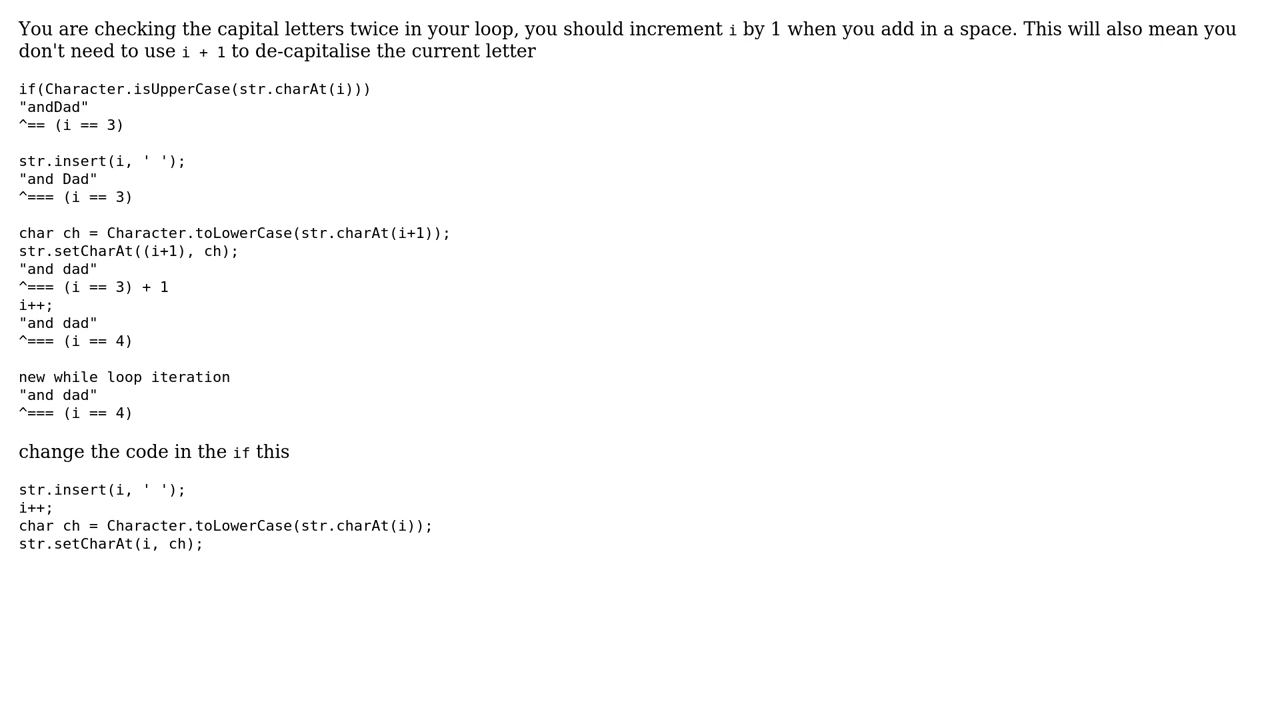 You are checking the capital letters twice in your loop, you should increment i by 1 when you add in a space. This will also mean you
don't need to use i + 1 to de-capitalise the current letter
if(Character.isUpperCase(str.charAt(i)))
"andDad"
^== (i == 3)
str.insert(i, ' ');
"and Dad"
^=== (i == 3)
char ch = Character.toLowerCase(str.charAt(i+1));
str.setCharAt((i+1), ch);
"and dad"
^=== (i == 3) + 1
i++;
"and dad"
^=== (i == 4)
new while loop iteration
"and dad"
^=== (i == 4)
change the code in the if this
str.insert(i, ' ');
i++;
char ch = Character.toLowerCase(str.charAt(i));
str.setCharAt(i, ch);